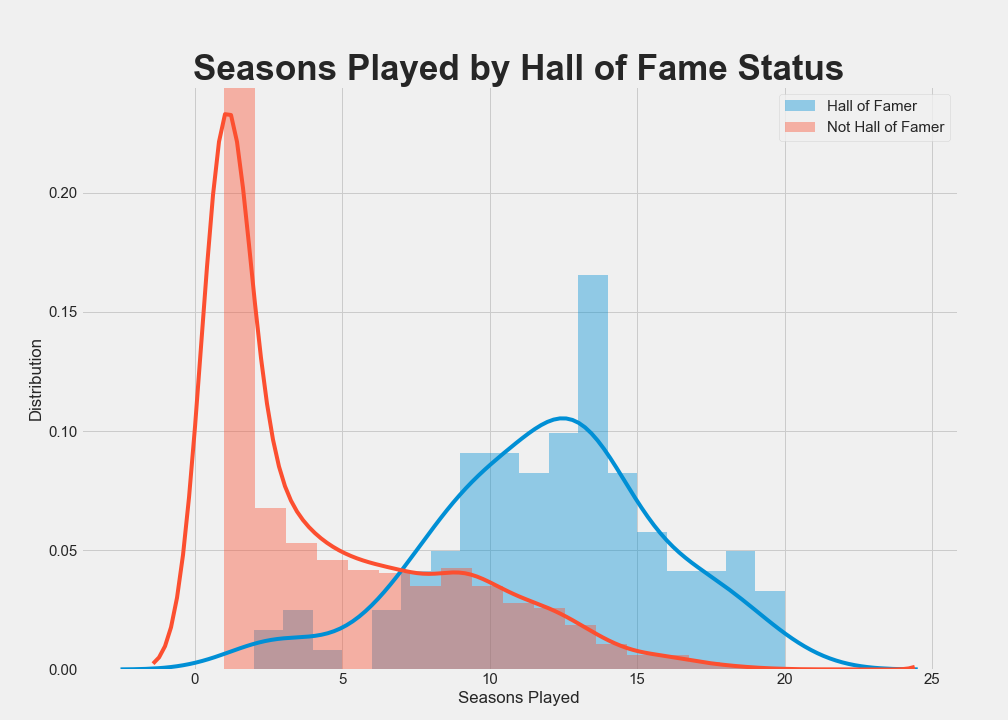 Seasons Played by Hall of Fame Status
Hall of Famer
Not Hall of Famer
0.20
0.15
0.10
0.05
0.00
Distribution
0 5 10 15 20 25
Seasons Played